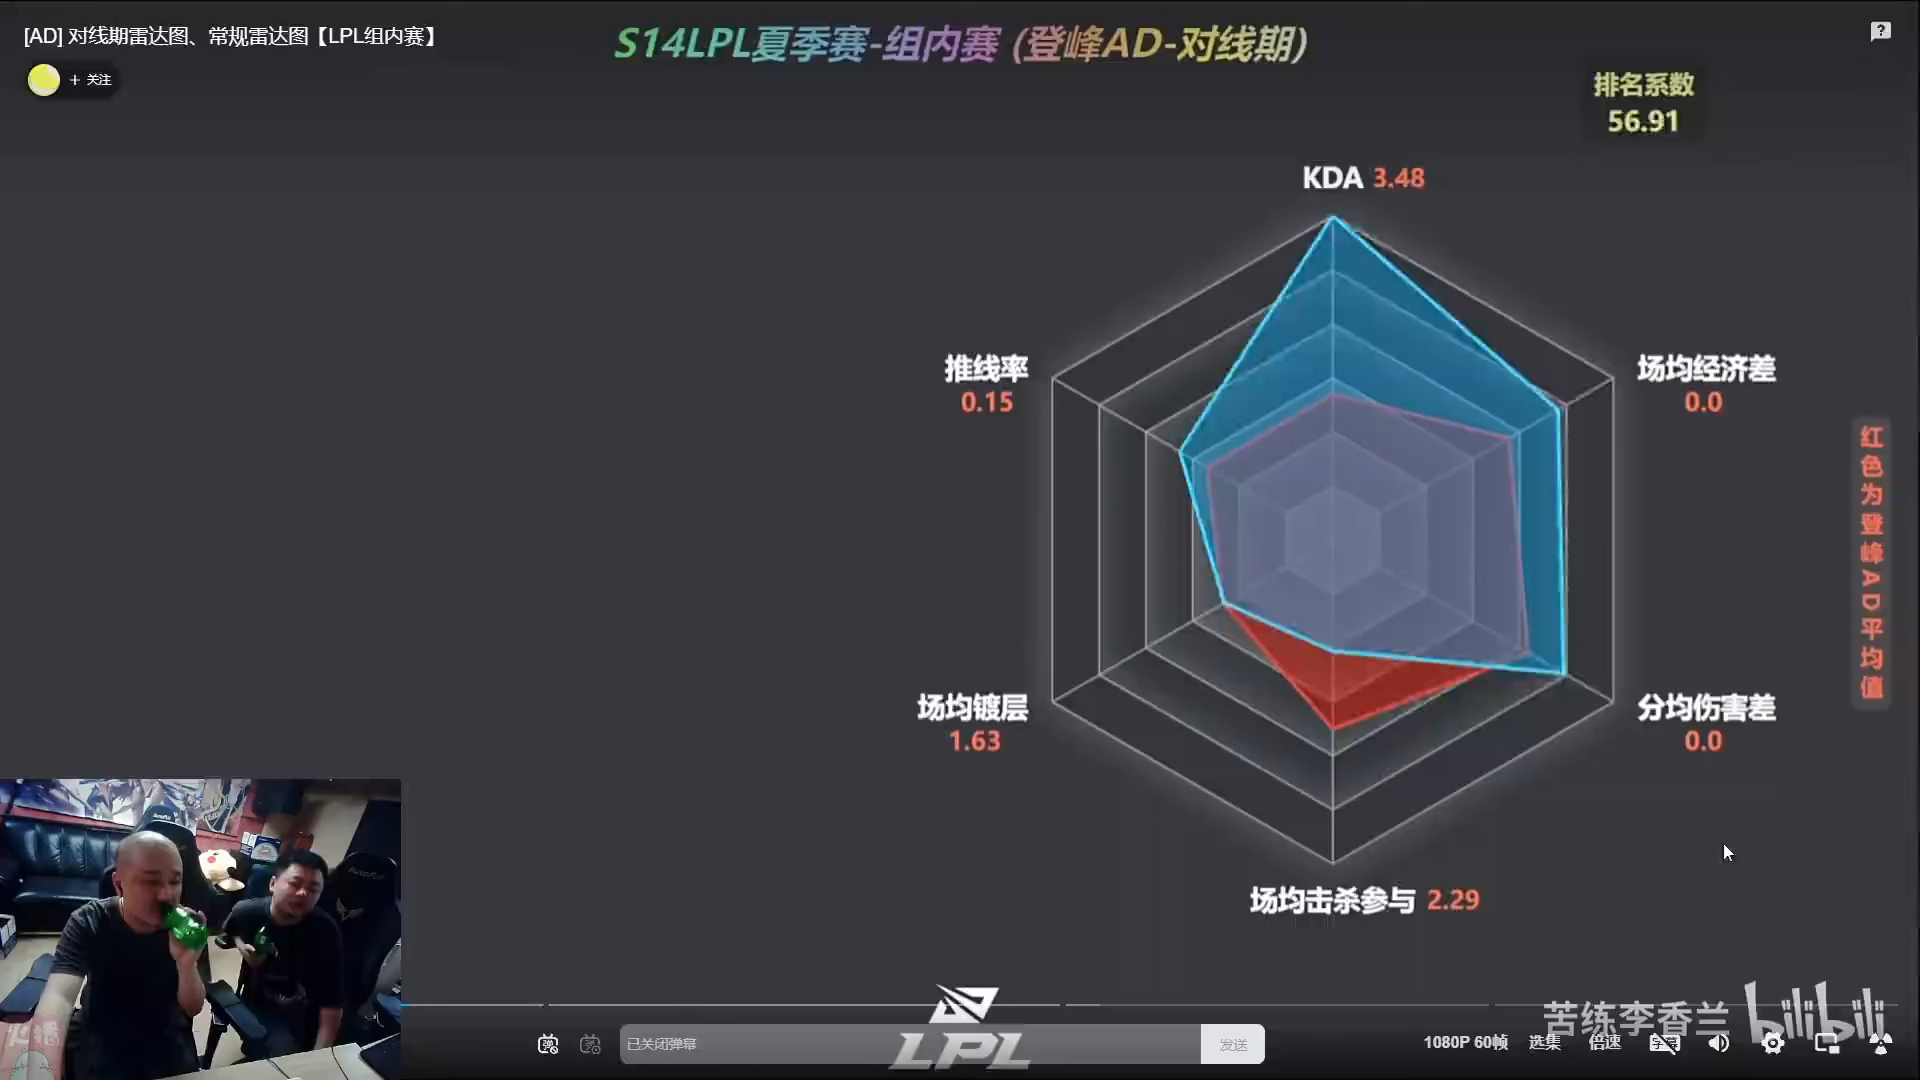 [AD] 对线期雷达图、常规雷达图【LPL组内赛】
+ 关注
S14LPL夏季赛-组内赛 (登峰AD-对线期)
排名系数
56.91
KDA 3.48
推线率
0.15
场均经济差
0.0
红色为登峰AD平均值
场均镀层
1.63
分均伤害差
0.0
场均击杀参与 2.29
苦练李香兰
bilibili
LPL
已关闭弹幕
发送
1080P 60帧
选集
倍速
字幕